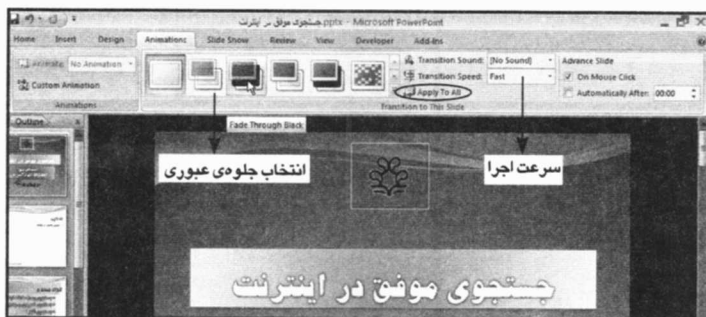 جستجوی موفق در اینترنت.pptx - Microsoft PowerPoint
Home Insert Design Animations Slide Show Review View Developer Add-Ins
Animate: No Animation
Custom Animation
Animations
Transition Sound: [No Sound]
Transition Speed: Fast
Apply To All
Transition to This Slide
Advance Slide
On Mouse Click
Automatically After: 00:00
Outline
Fade Through Black
انتخاب جلوه‌ی عبوری
سرعت اجرا
جستجوی موفق در اینترنت